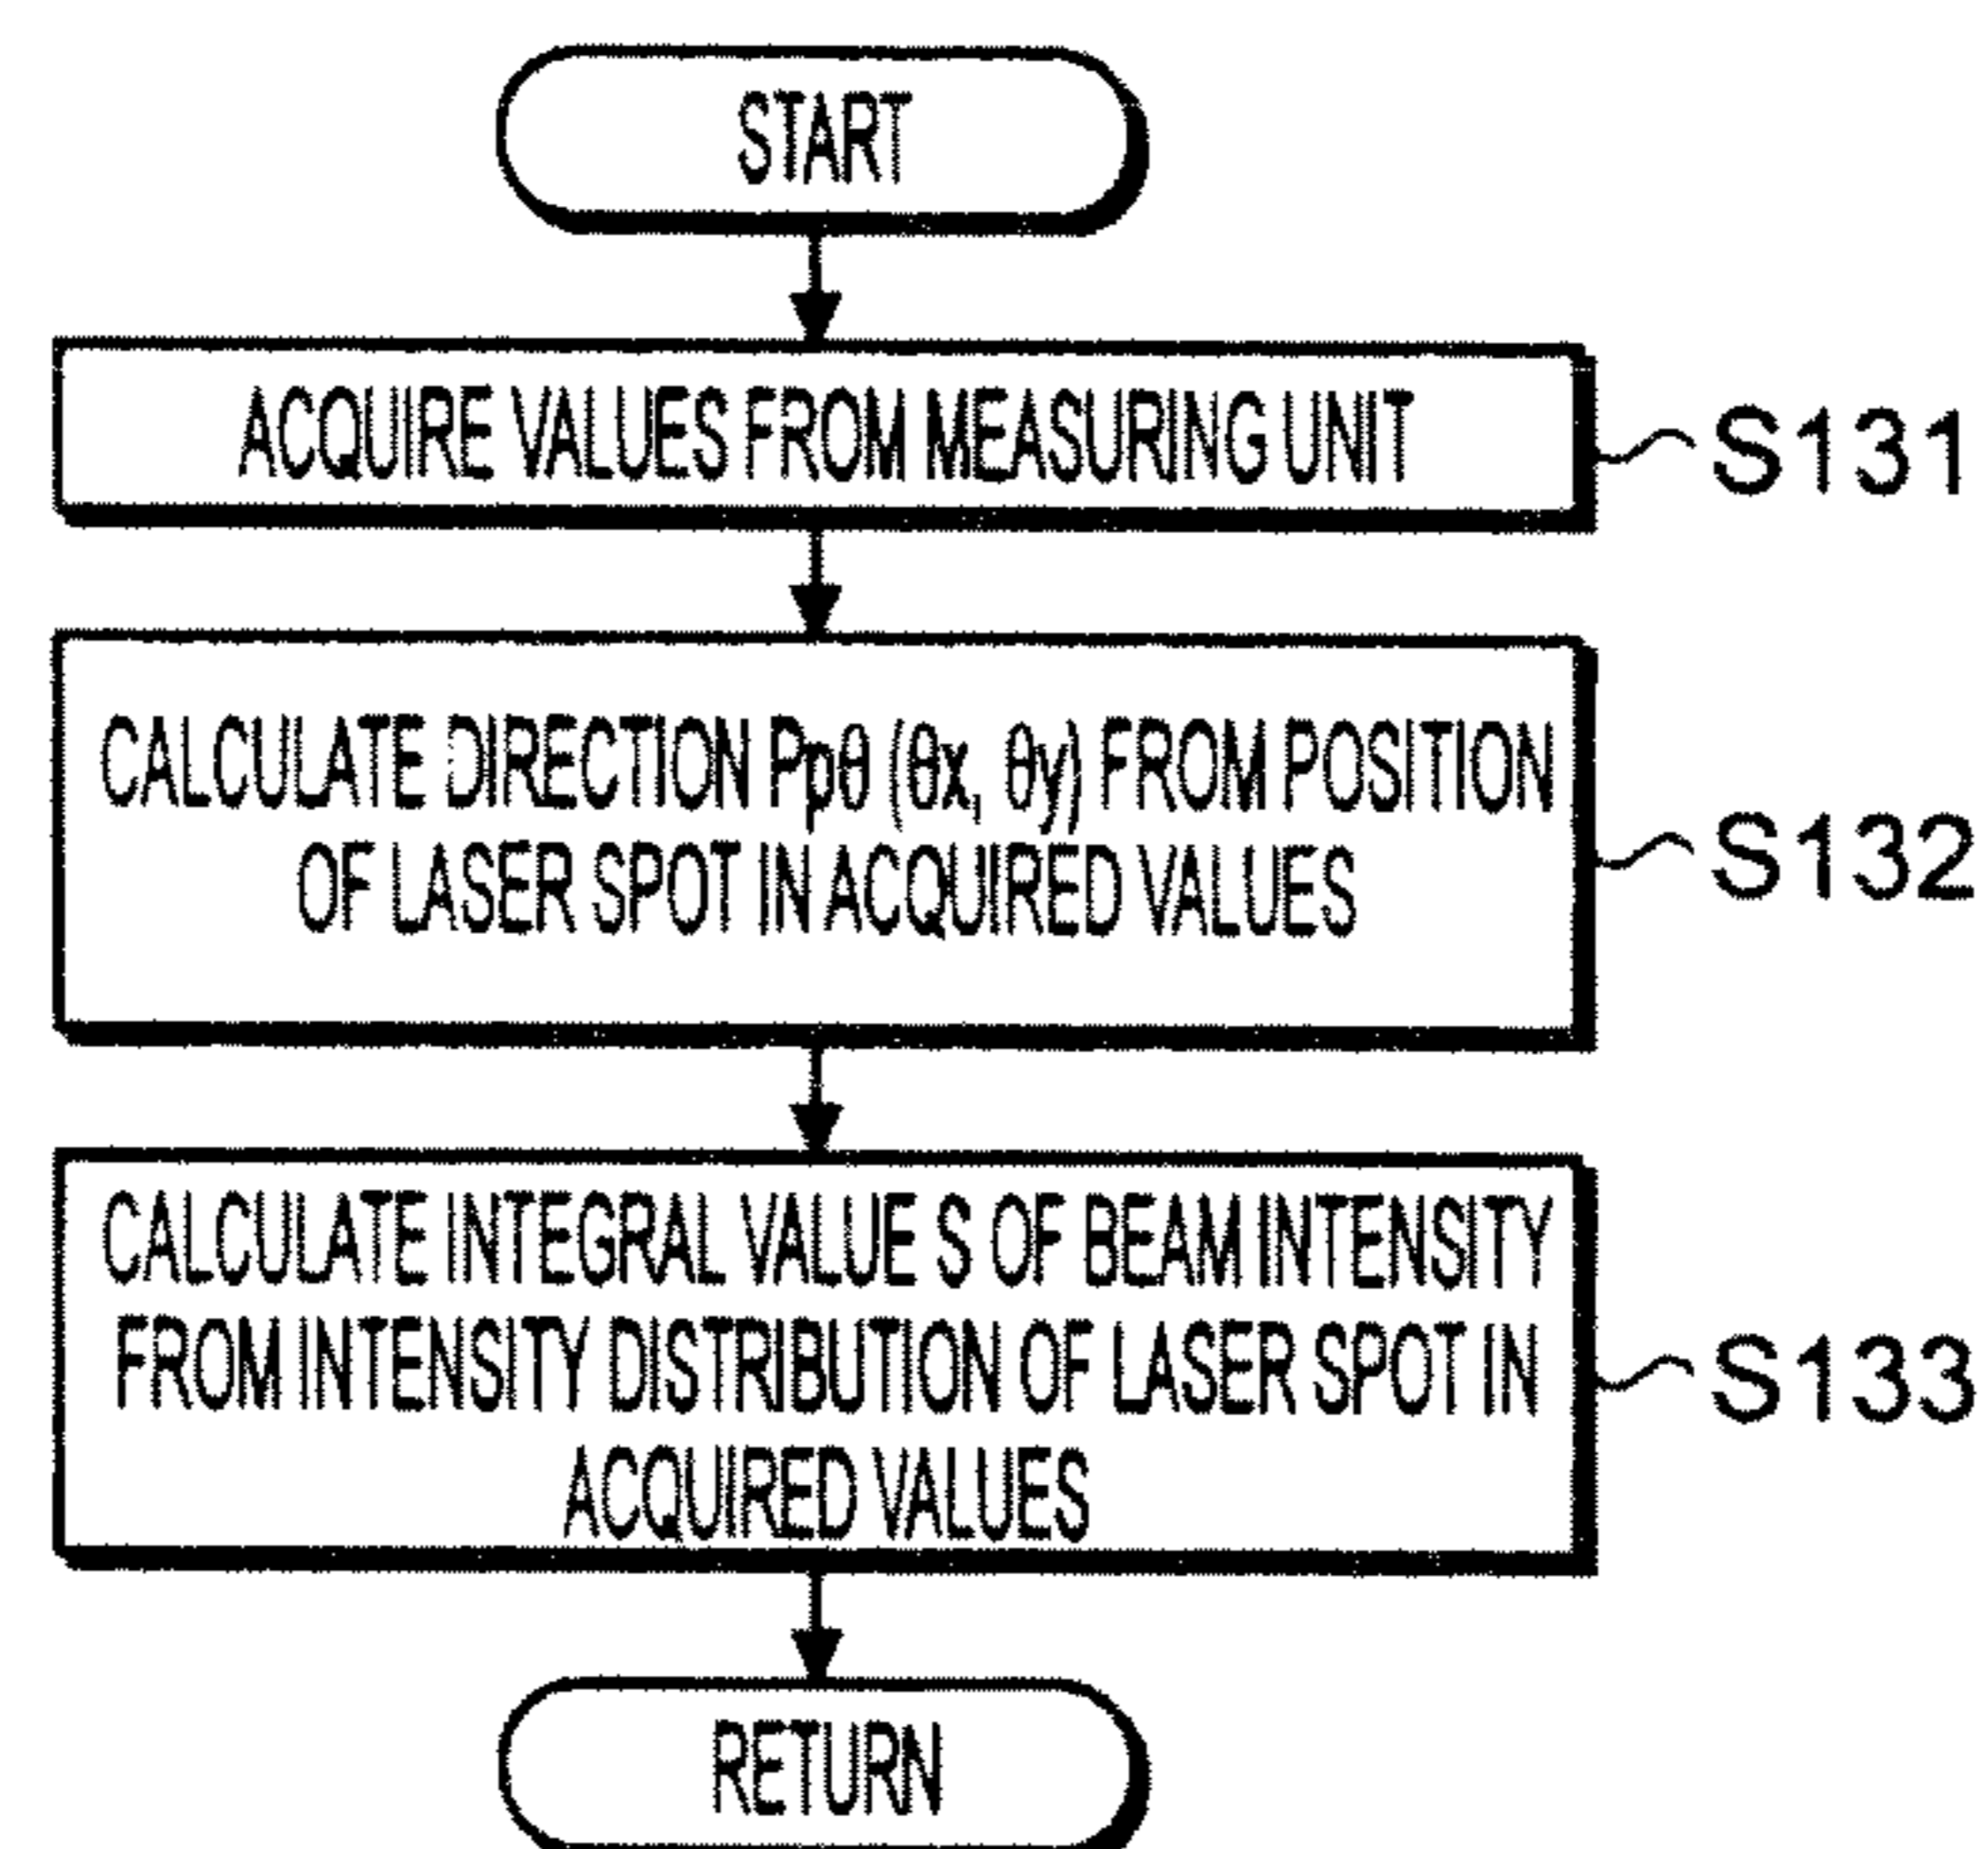 START
ACQUIRE VALUES FROM MEASURING UNIT
S131
CALCULATE DIRECTION Ppθ (θx, θy) FROM POSITION
OF LASER SPOT IN ACQUIRED VALUES
S132
CALCULATE INTEGRAL VALUE S OF BEAM INTENSITY
FROM INTENSITY DISTRIBUTION OF LASER SPOT IN
ACQUIRED VALUES
S133
RETURN